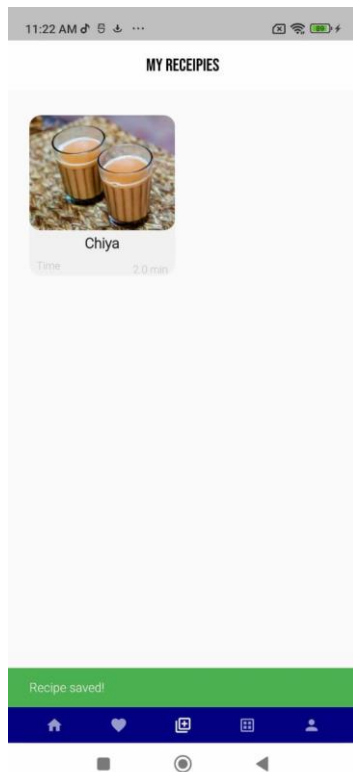 11:22 AM
MY RECEIPIES
Chiya
Time
2.0 min
Recipe saved!